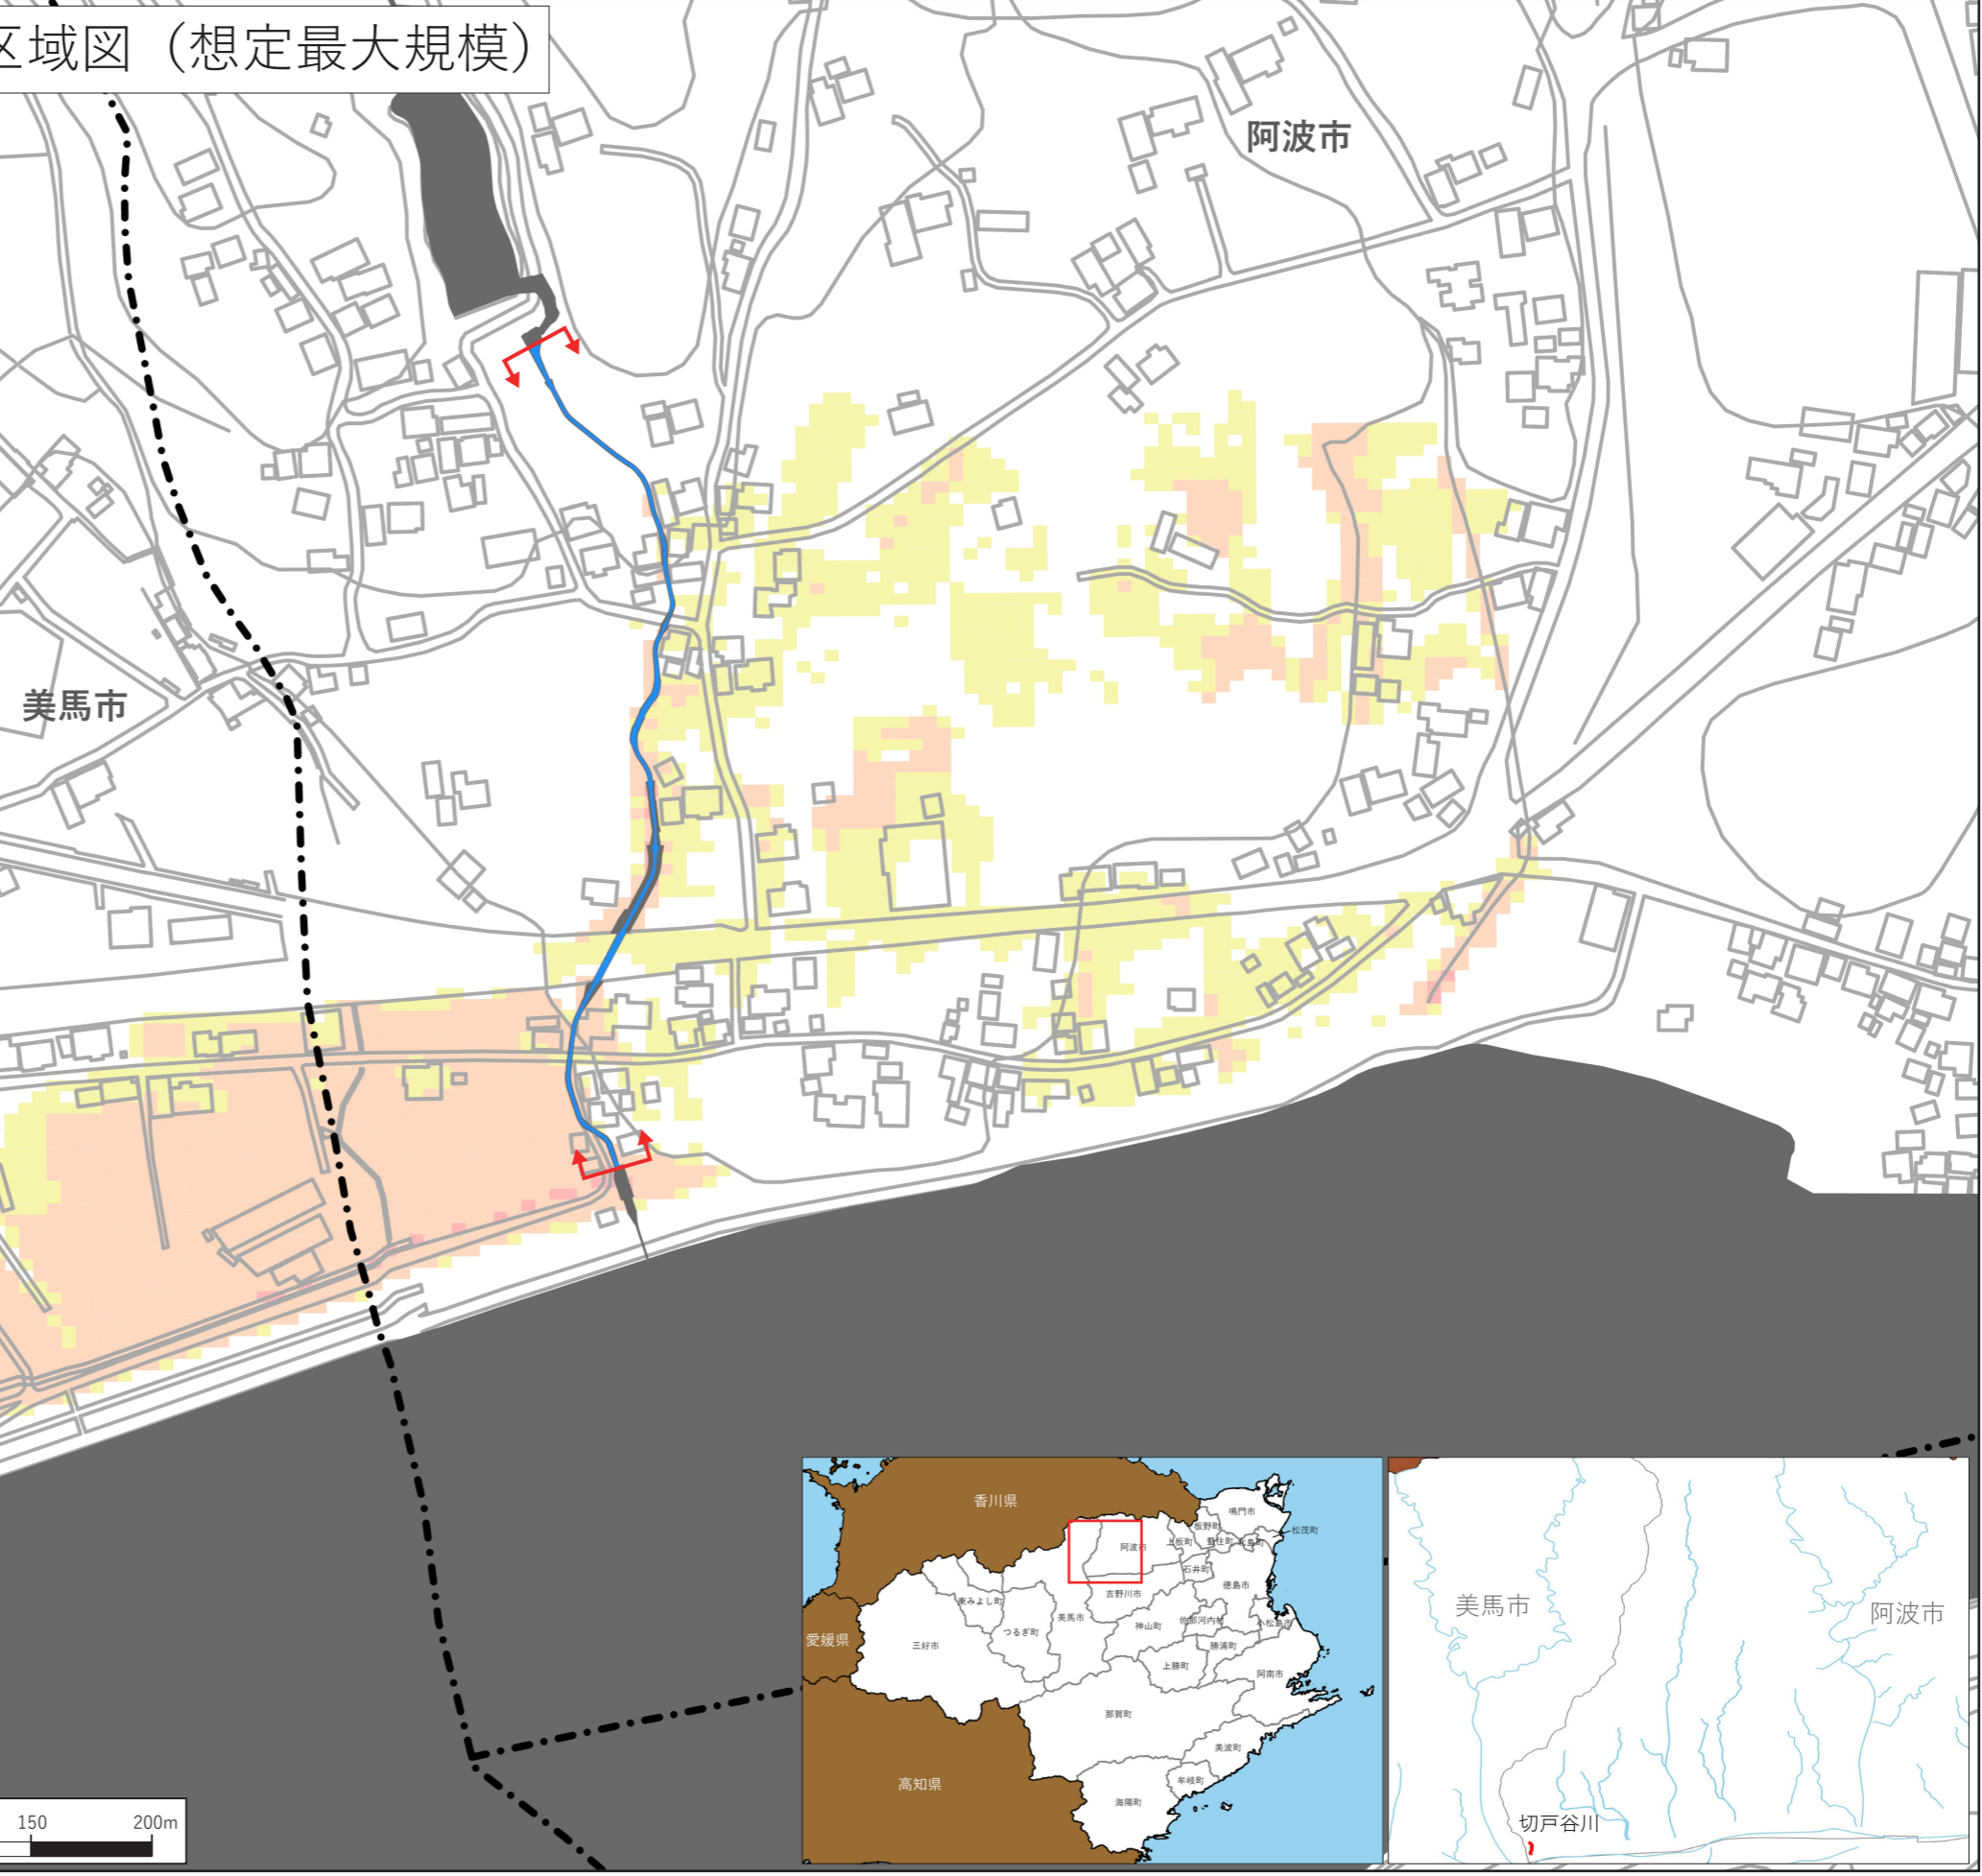 区域図（想定最大規模）
阿波市
美馬市
150 200m
香川県
愛媛県
高知県
鳴門市
松茂町
板野町
藍住町
北島町
上板町
阿波市
石井町
徳島市
吉野川市
東みよし町
美馬市
つるぎ町
三好市
神山町
佐那河内村
小松島市
勝浦町
上勝町
阿南市
那賀町
美波町
牟岐町
海陽町
美馬市
阿波市
切戸谷川